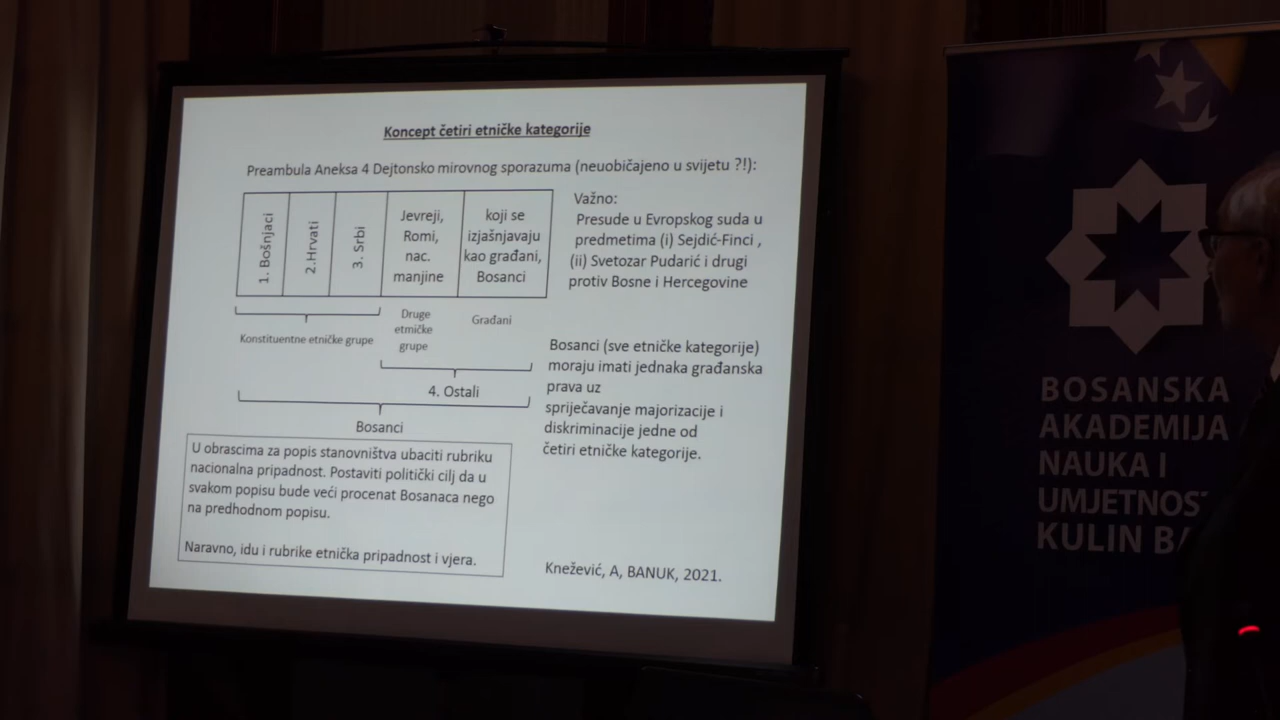 Koncept četiri etničke kategorije
Preambula Aneksa 4 Dejtonsko mirovnog sporazuma (neuobičajeno u svijetu ?!):
1. Bošnjaci
2.Hrvati
3. Srbi
Jevreji,
Romi,
nac.
manjine
koji se
izjašnjavaju
kao građani,
Bosanci
Važno:
Presude u Evropskog suda u
predmetima (i) Sejdić-Finci ,
(ii) Svetozar Pudarić i drugi
protiv Bosne i Hercegovine
Konstituentne etničke grupe
Druge
etmičke
grupe
Građani
4. Ostali
Bosanci
Bosanci (sve etničke kategorije)
moraju imati jednaka građanska
prava uz
spriječavanje majorizacije i
diskriminacije jedne od
četiri etničke kategorije.
U obrascima za popis stanovništva ubaciti rubriku
nacionalna pripadnost. Postaviti politički cilj da u
svakom popisu bude veći procenat Bosanaca nego
na predhodnom popisu.
Naravno, idu i rubrike etnička pripadnost i vjera.
Knežević, A, BANUK, 2021.
BOSANSKA
AKADEMIJA
NAUKA I
UMJETNOS
KULIN BA